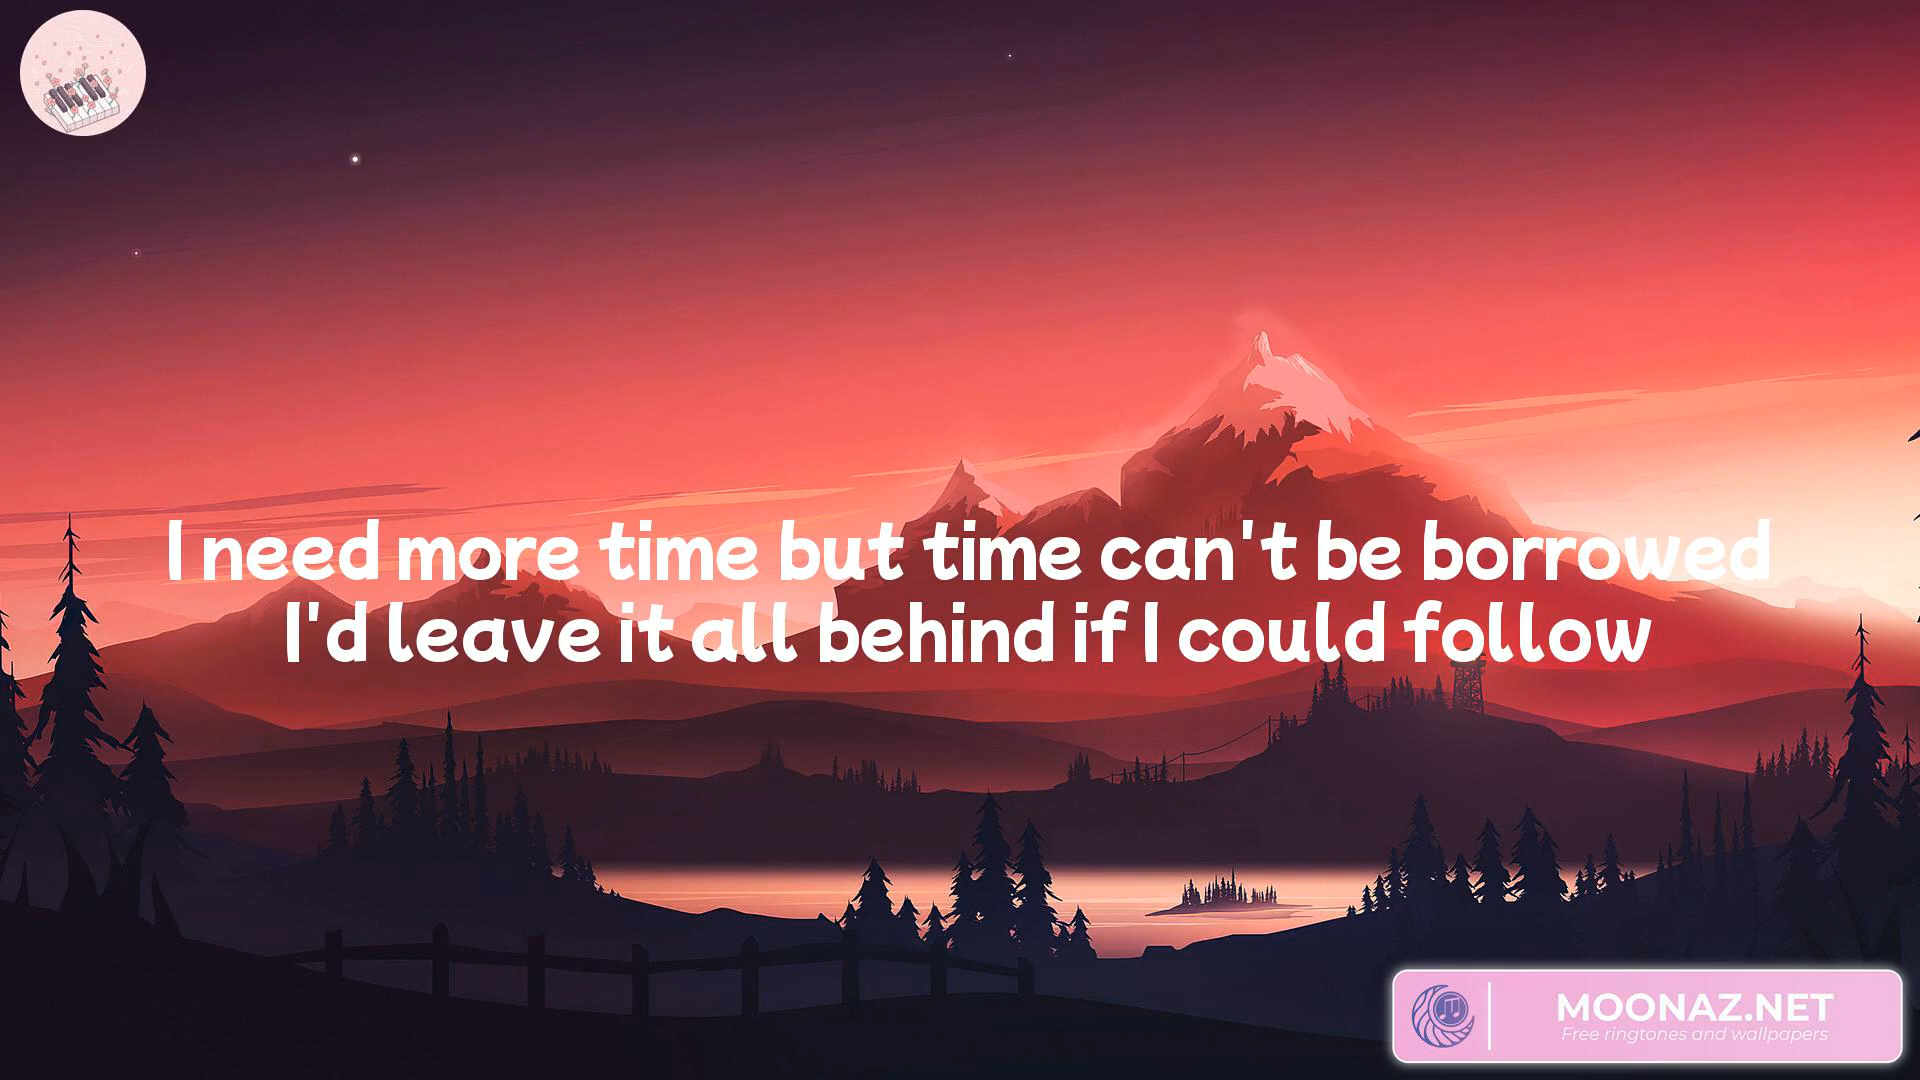 I need more time but time can't be borrowed
I'd leave it all behind if I could follow
MOONAZ.NET
Free ringtones and wallpapers